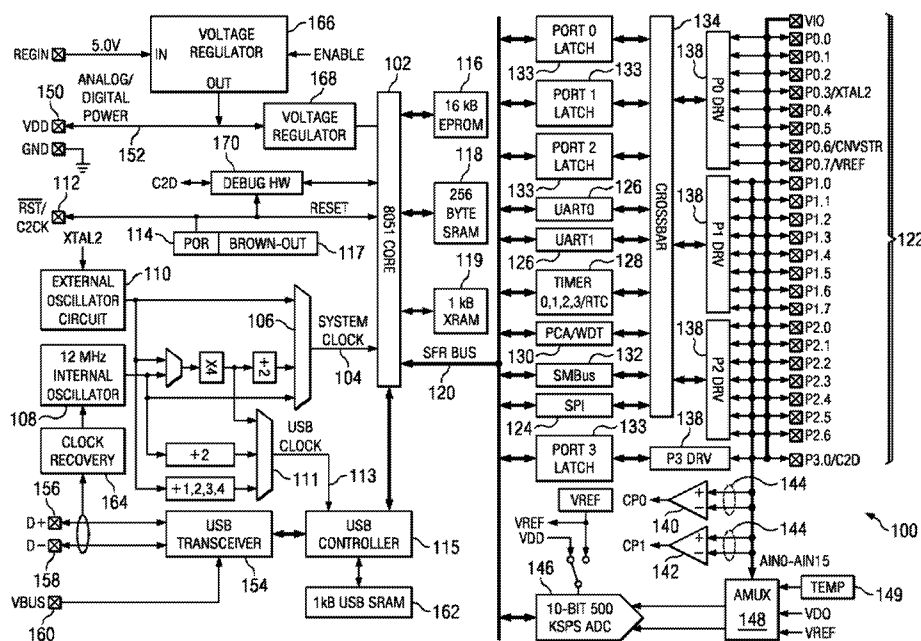 REGIN
5.0V
166
VOLTAGE
REGULATOR
IN
OUT
ENABLE
ANALOG/
DIGITAL
POWER
168
150
VDD
152
VOLTAGE
REGULATOR
GND
170
112
C2D
DEBUG HW
RST/
C2CK
RESET
114
POR
BROWN-OUT
117
XTAL2
110
EXTERNAL
OSCILLATOR
CIRCUIT
106
SYSTEM
CLOCK
104
12 MHz
INTERNAL
OSCILLATOR
108
X4
÷2
CLOCK
RECOVERY
164
÷2
÷1,2,3,4
USB
CLOCK
111
113
156
D+
D−
158
USB
TRANSCEIVER
154
USB
CONTROLLER
115
VBUS
160
1kB USB SRAM
162
102
8051 CORE
116
16 kB
EPROM
118
256
BYTE
SRAM
119
1 kB
XRAM
SFR BUS
120
PORT 0
LATCH
133
133
PORT 1
LATCH
PORT 2
LATCH
133
126
UART0
UART1
126
128
TIMER
0,1,2,3/RTC
PCA/WDT
130
132
SMBus
SPI
124
133
PORT 3
LATCH
134
CROSSBAR
138
P0 DRV
138
P1 DRV
138
P2 DRV
138
P3 DRV
VIO
P0.0
P0.1
P0.2
P0.3/XTAL2
P0.4
P0.5
P0.6/CNVSTR
P0.7/VREF
P1.0
P1.1
P1.2
P1.3
P1.4
P1.5
P1.6
P1.7
P2.0
P2.1
P2.2
P2.3
P2.4
P2.5
P2.6
P3.0/C2D
122
VREF
VREF
VDD
146
10-BIT 500
KSPS ADC
CP0
+
−
140
144
CP1
+
−
142
144
100
AIN0-AIN15
AMUX
148
TEMP
149
VDD
VREF